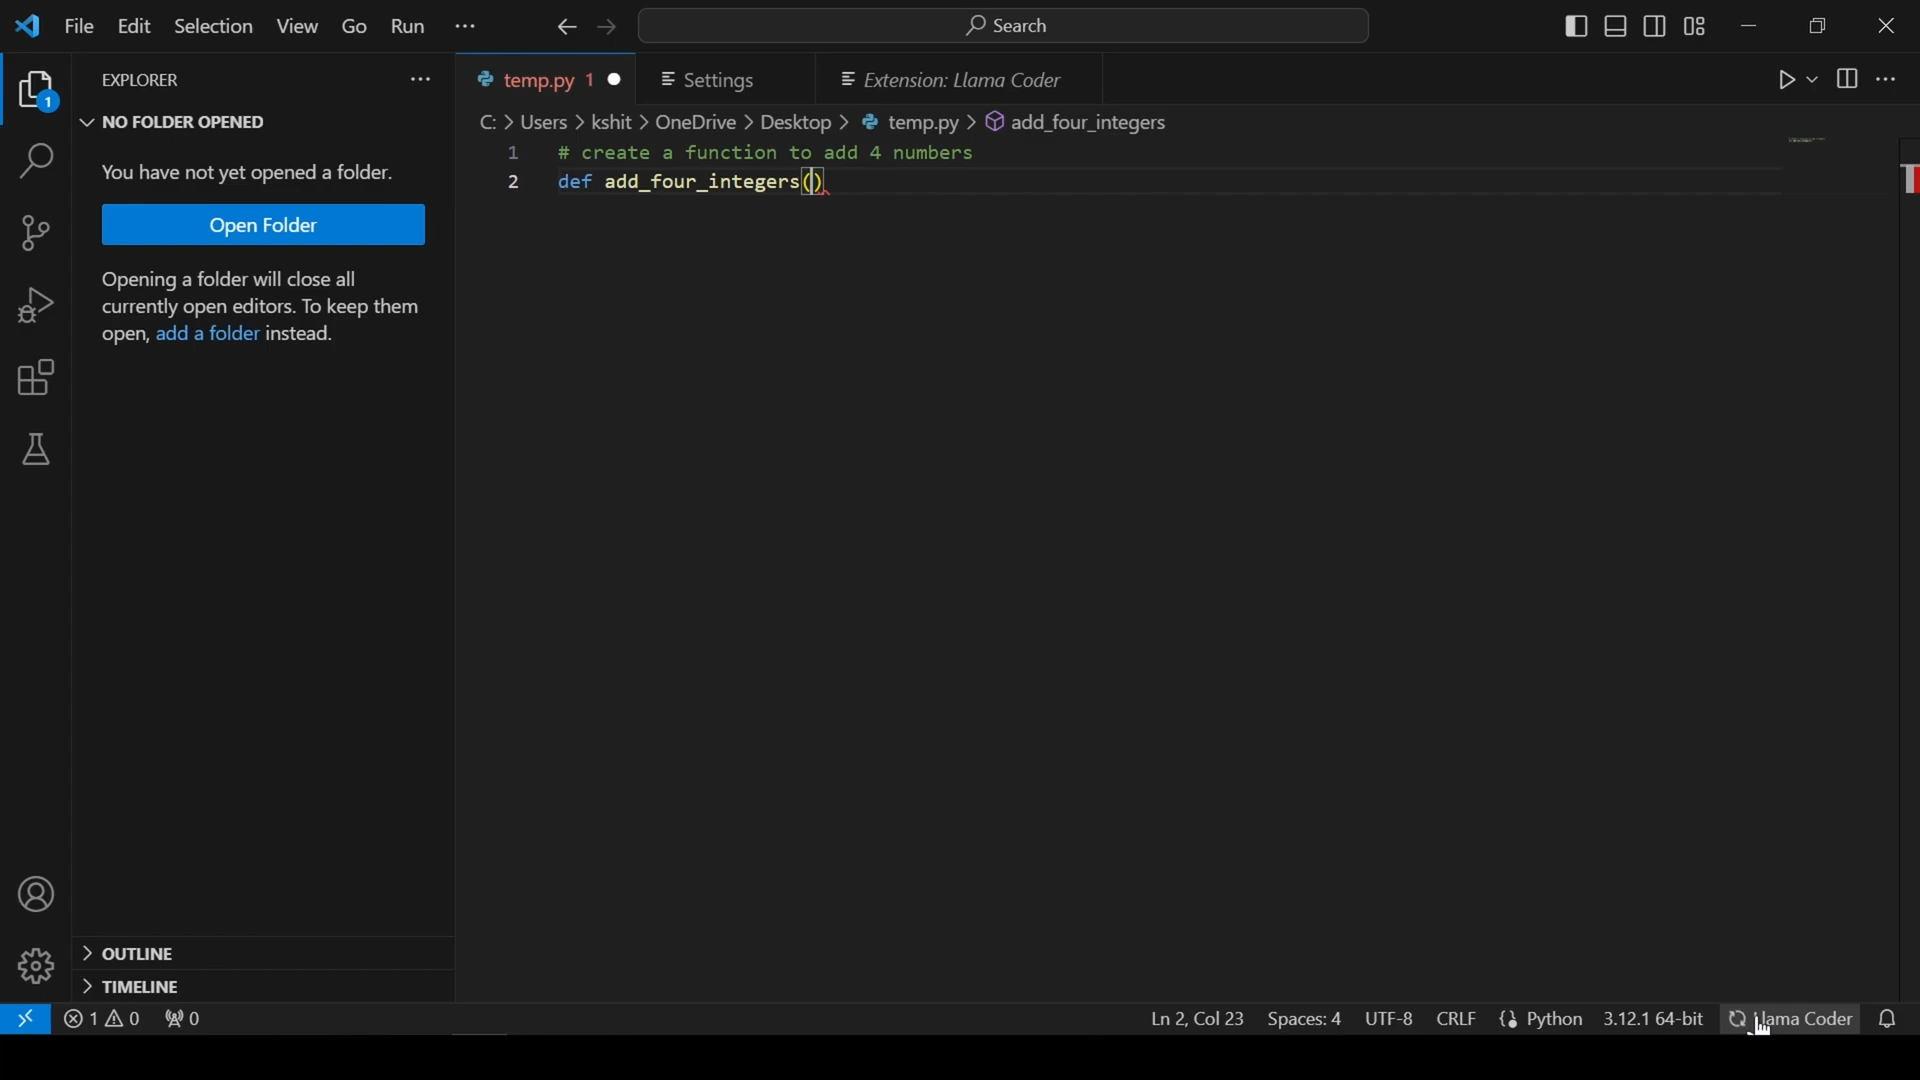 File Edit Selection View Go Run ··· Search
EXPLORER ···
temp.py 1 Settings Extension: Llama Coder
NO FOLDER OPENED
C: > Users > kshit > OneDrive > Desktop > temp.py > add_four_integers
You have not yet opened a folder.
Open Folder
Opening a folder will close all
currently open editors. To keep them
open, add a folder instead.
1 # create a function to add 4 numbers
2 def add_four_integers()
1
OUTLINE
TIMELINE
1 0 0 Ln 2, Col 23 Spaces: 4 UTF-8 CRLF Python 3.12.1 64-bit Llama Coder